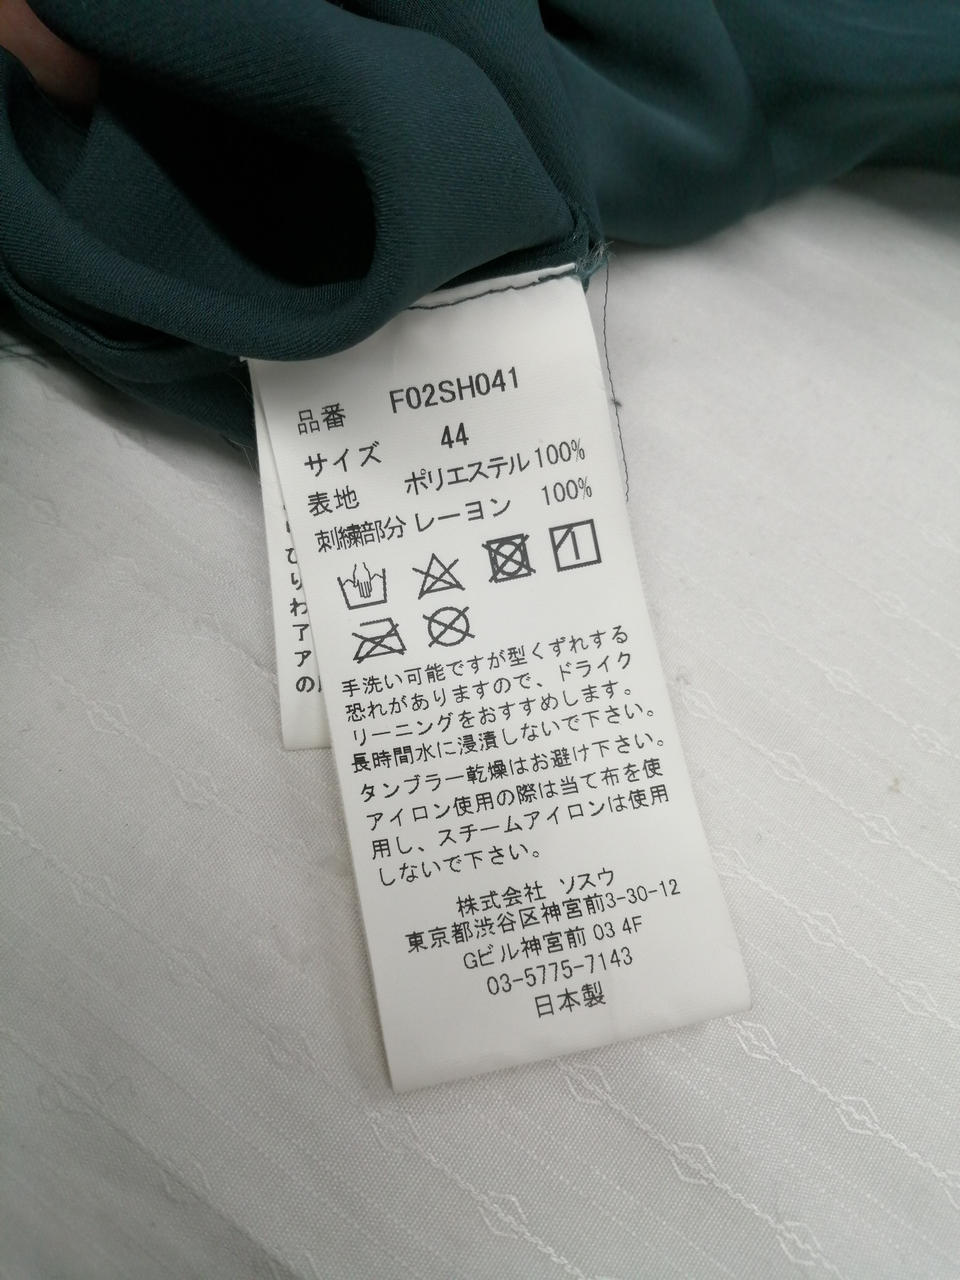 品番 F02SH041
サイズ 44
表地 ポリエステル100%
刺繍部分 レーヨン 100%
手洗い可能ですが型くずれする
恐れがありますので、ドライク
リーニングをおすすめします。
長時間水に浸漬しないで下さい。
タンブラー乾燥はお避け下さい。
アイロン使用の際は当て布を使
用し、スチームアイロンは使用
しないで下さい。
株式会社 ソスウ
東京都渋谷区神宮前3-30-12
Gビル神宮前 03 4F
03-5775-7143
日本製
ひ
り
わ
ア
ア
の